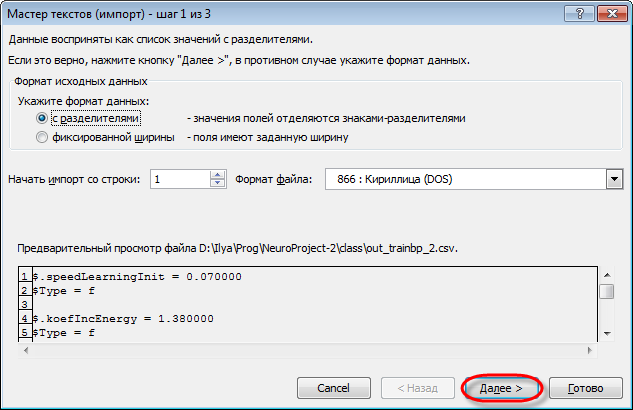 Мастер текстов (импорт) - шаг 1 из 3
Данные восприняты как список значений с разделителями.
Если это верно, нажмите кнопку "Далее >", в противном случае укажите формат данных.
Формат исходных данных
Укажите формат данных:
с разделителями - значения полей отделяются знаками-разделителями
фиксированной ширины - поля имеют заданную ширину
Начать импорт со строки: 1 Формат файла: 866 : Кириллица (DOS)
Предварительный просмотр файла D:\Ilya\Prog\NeuroProject-2\class\out_trainbp_2.csv.
1 $.speedLearningInit = 0.070000
2 $Type = f
3
4 $.koefIncEnergy = 1.380000
5 $Type = f
Cancel < Назад Далее > Готово